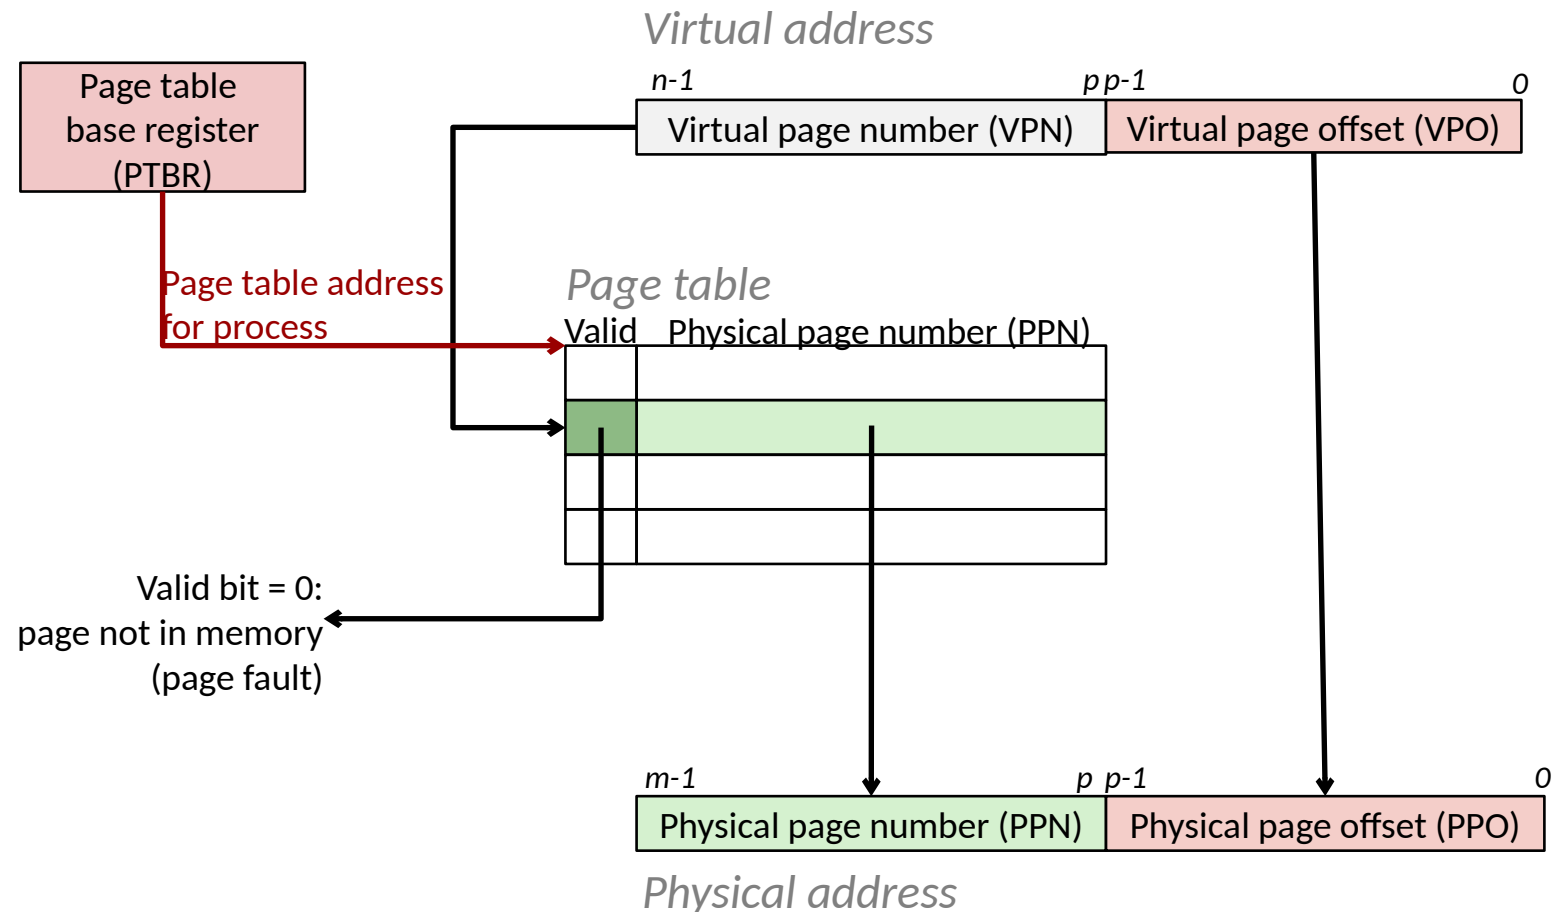 Virtual address
n-1
p
p-1
0
Page table
base register
(PTBR)
Virtual page number (VPN)
Virtual page offset (VPO)
Page table address
for process
Page table
Valid
Physical page number (PPN)
Valid bit = 0:
page not in memory
(page fault)
m-1
p
p-1
0
Physical page number (PPN)
Physical page offset (PPO)
Physical address